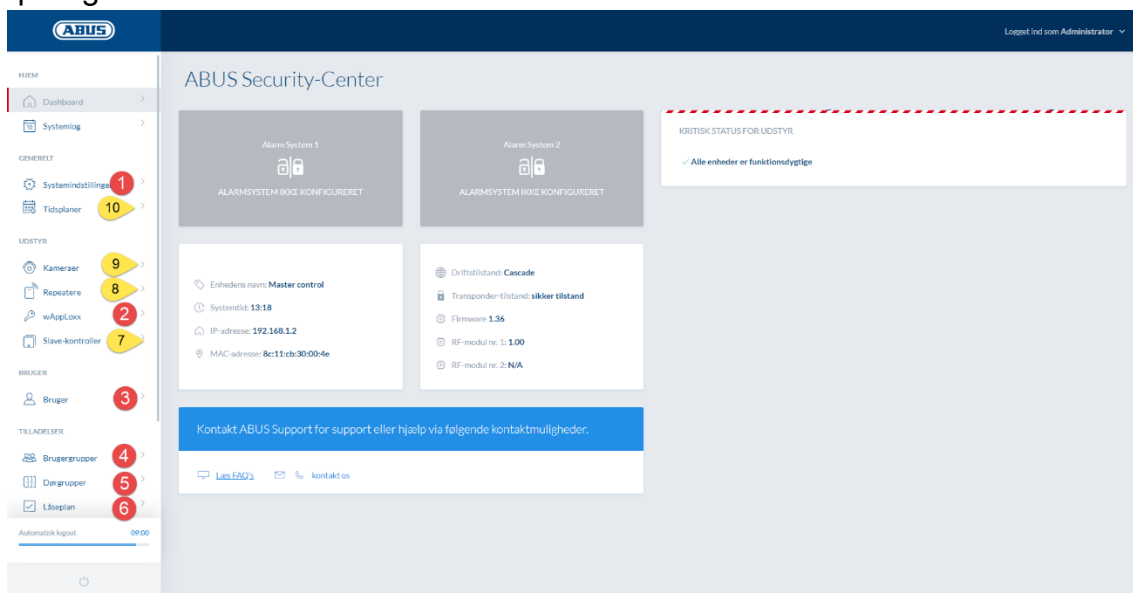 ABUS
Logget ind som Administrator
HJEM
Dashboard
Systemlog
GENERELT
Systemindstillinger 1
Tidsplaner 10
UDSTYR
Kameraer 9
Repeatere 8
wAppLoxx 2
Slave-kontroller 7
BRUGER
Bruger 3
TILLADELSER
Brugergrupper 4
Dørgrupper 5
Låseplan 6
Automatisk logout 09:00
ABUS Security-Center
Alarm System 1
ALARMSYSTEM IKKE KONFIGURERET
Alarm System 2
ALARMSYSTEM IKKE KONFIGURERET
KRITISK STATUS FOR UDSTYR
Alle enheder er funktionsdygtige
Enhedens navn: Master control
Systemtid: 13:18
IP-adresse: 192.168.1.2
MAC-adresse: 8c:11:cb:30:00:4e
Driftstilstand: Cascade
Transponder-tilstand: sikker tilstand
Firmware 1.36
RF-modul nr. 1: 1.00
RF-modul nr. 2: N/A
Kontakt ABUS Support for support eller hjælp via følgende kontaktmuligheder.
Læs FAQ's kontakt os